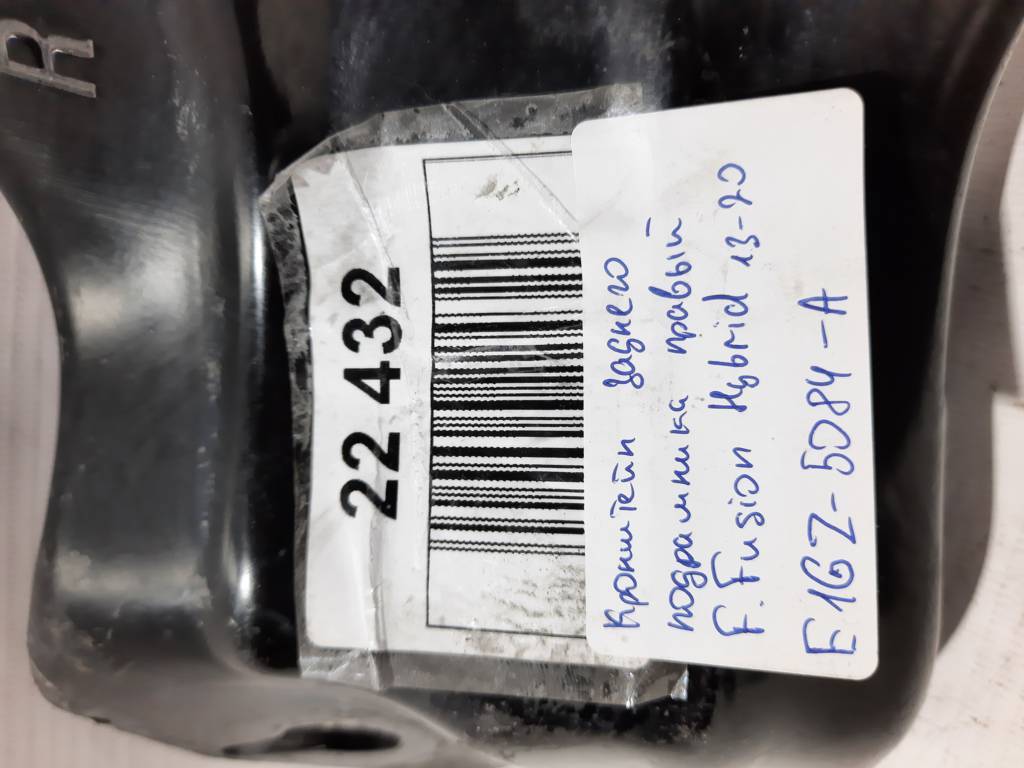 R
22 432
Кронштейн заднего
подрамника правый
F. Fusion Hybrid 13-20
E1GZ-5084-A